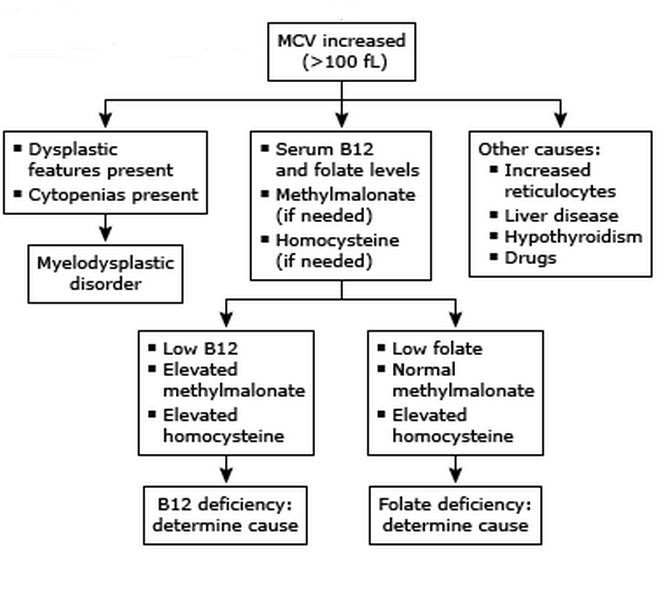 MCV increased
(>100 fL)
▪ Dysplastic
features present
▪ Cytopenias present
Myelodysplastic
disorder
▪ Serum B12
and folate levels
▪ Methylmalonate
(if needed)
▪ Homocysteine
(if needed)
Other causes:
▪ Increased
reticulocytes
▪ Liver disease
▪ Hypothyroidism
▪ Drugs
▪ Low B12
▪ Elevated
methylmalonate
▪ Elevated
homocysteine
B12 deficiency:
determine cause
▪ Low folate
▪ Normal
methylmalonate
▪ Elevated
homocysteine
Folate deficiency:
determine cause